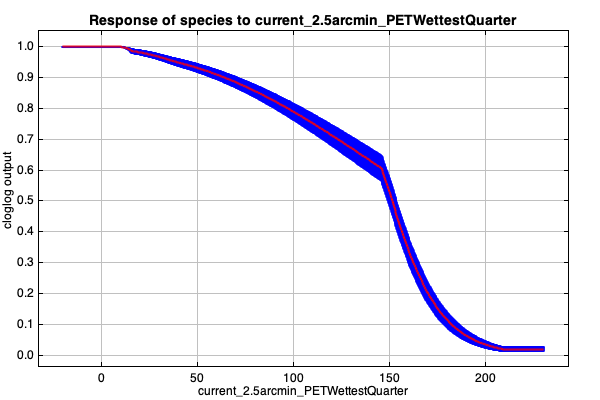 Response of species to current_2.5arcmin_PETWettestQuarter
1.0
0.9
0.8
0.7
0.6
0.5
0.4
0.3
0.2
0.1
0.0
cloglog output
0 50 100 150 200
current_2.5arcmin_PETWettestQuarter